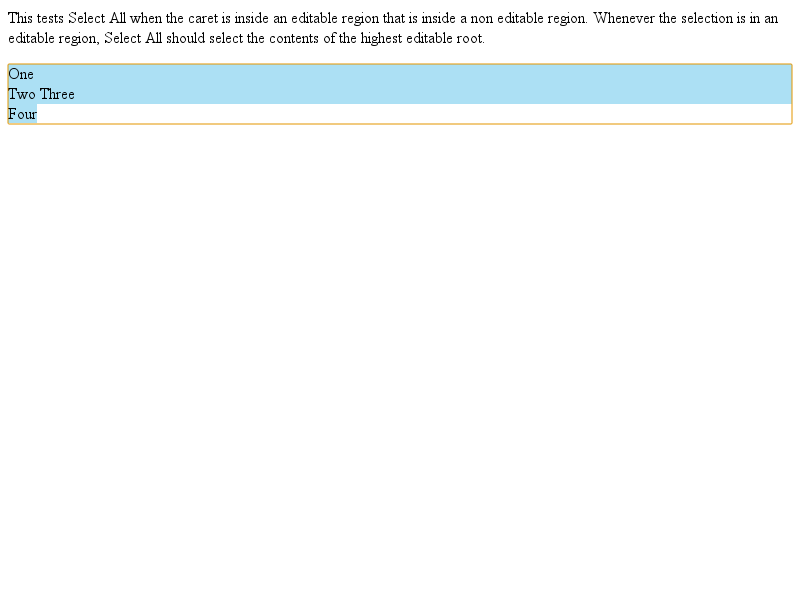 This tests Select All when the caret is inside an editable region that is inside a non editable region. Whenever the selection is in an
editable region, Select All should select the contents of the highest editable root.
One
Two Three
Four